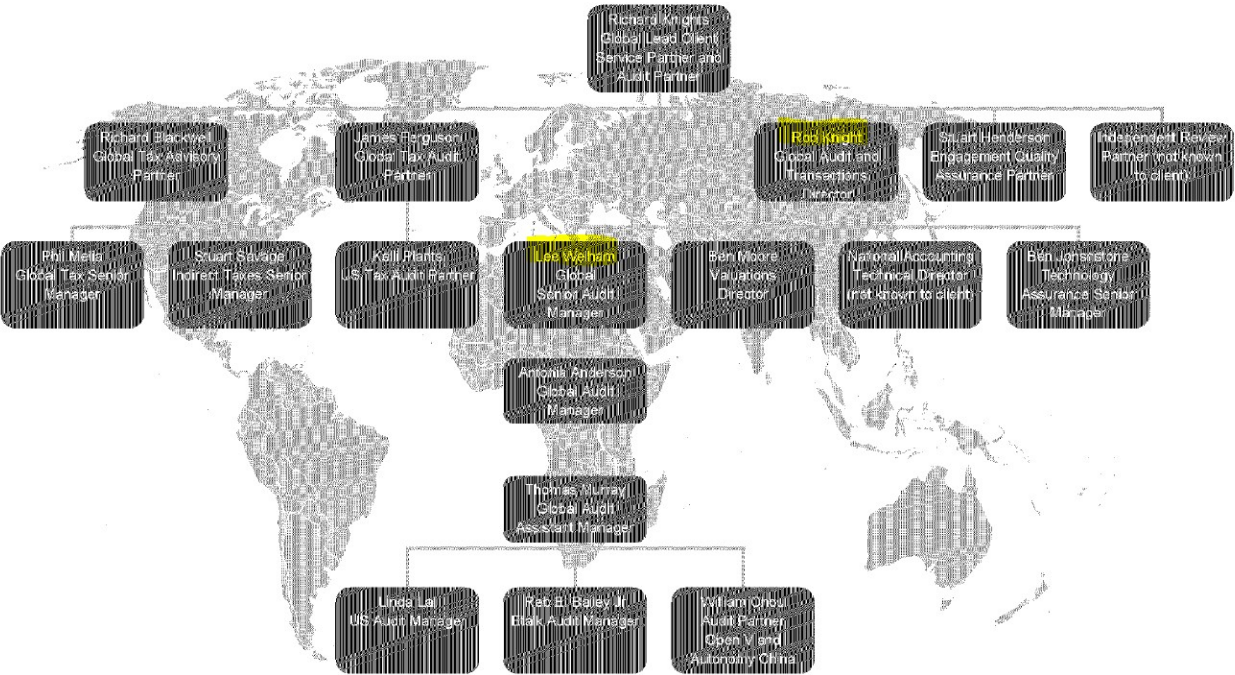 Richard Knights
Global Lead Client
Service Partner and
Audit Partner
Richard Blackwell
Global Tax Advisory
Partner
James Ferguson
Global Tax Audit
Partner
Rob Knight
Global Audit and
Transactions
Director
Stuart Henderson
Engagement Quality
Assurance Partner
Independent Review
Partner (not known
to client)
Phil Melia
Global Tax Senior
Manager
Stuart Savage
Indirect Taxes Senior
Manager
Kelli Plants
US Tax Audit Partner
Lee Welham
Global
Senior Audit
Manager
Ben Moore
Valuations
Director
National Accounting
Technical Director
(not known to client)
Ben Johnstone
Technology
Assurance Senior
Manager
Antonia Anderson
Global Audit
Manager
Thomas Murray
Global Audit
Assistant Manager
Linda
US Audit Manager
Bailey Jr
Audit Manager
William
Audit Partner
Open V and
Autonomy China